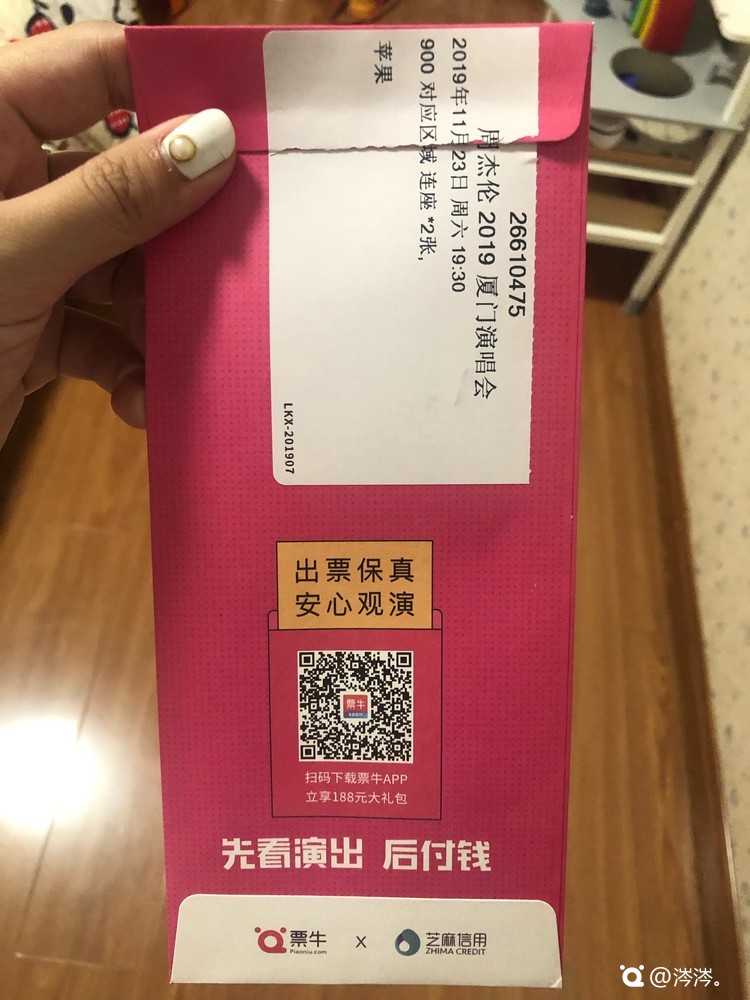 26610475
周杰伦 2019 厦门演唱会
2019年11月23日 周六 19:30
900 对应区域 连座 *2张,
苹果
LKX-201907
出票保真
安心观演
票牛
扫码下载票牛APP
立享188元大礼包
先看演出 后付钱
票牛 x 芝麻信用
Piaoniu.com ZHIMA CREDIT
@涔涔。